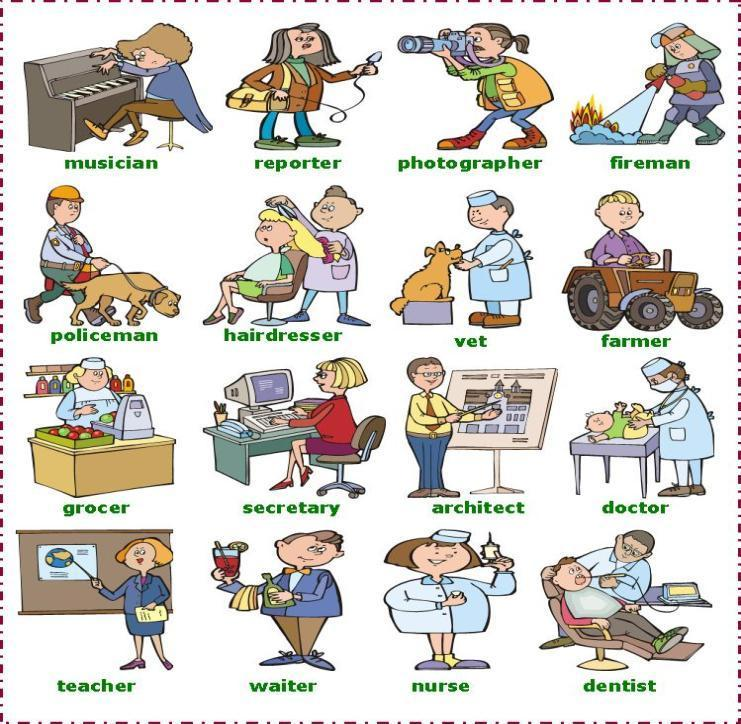 musician
reporter
photographer
fireman
policeman
hairdresser
vet
farmer
grocer
secretary
architect
doctor
teacher
waiter
nurse
dentist